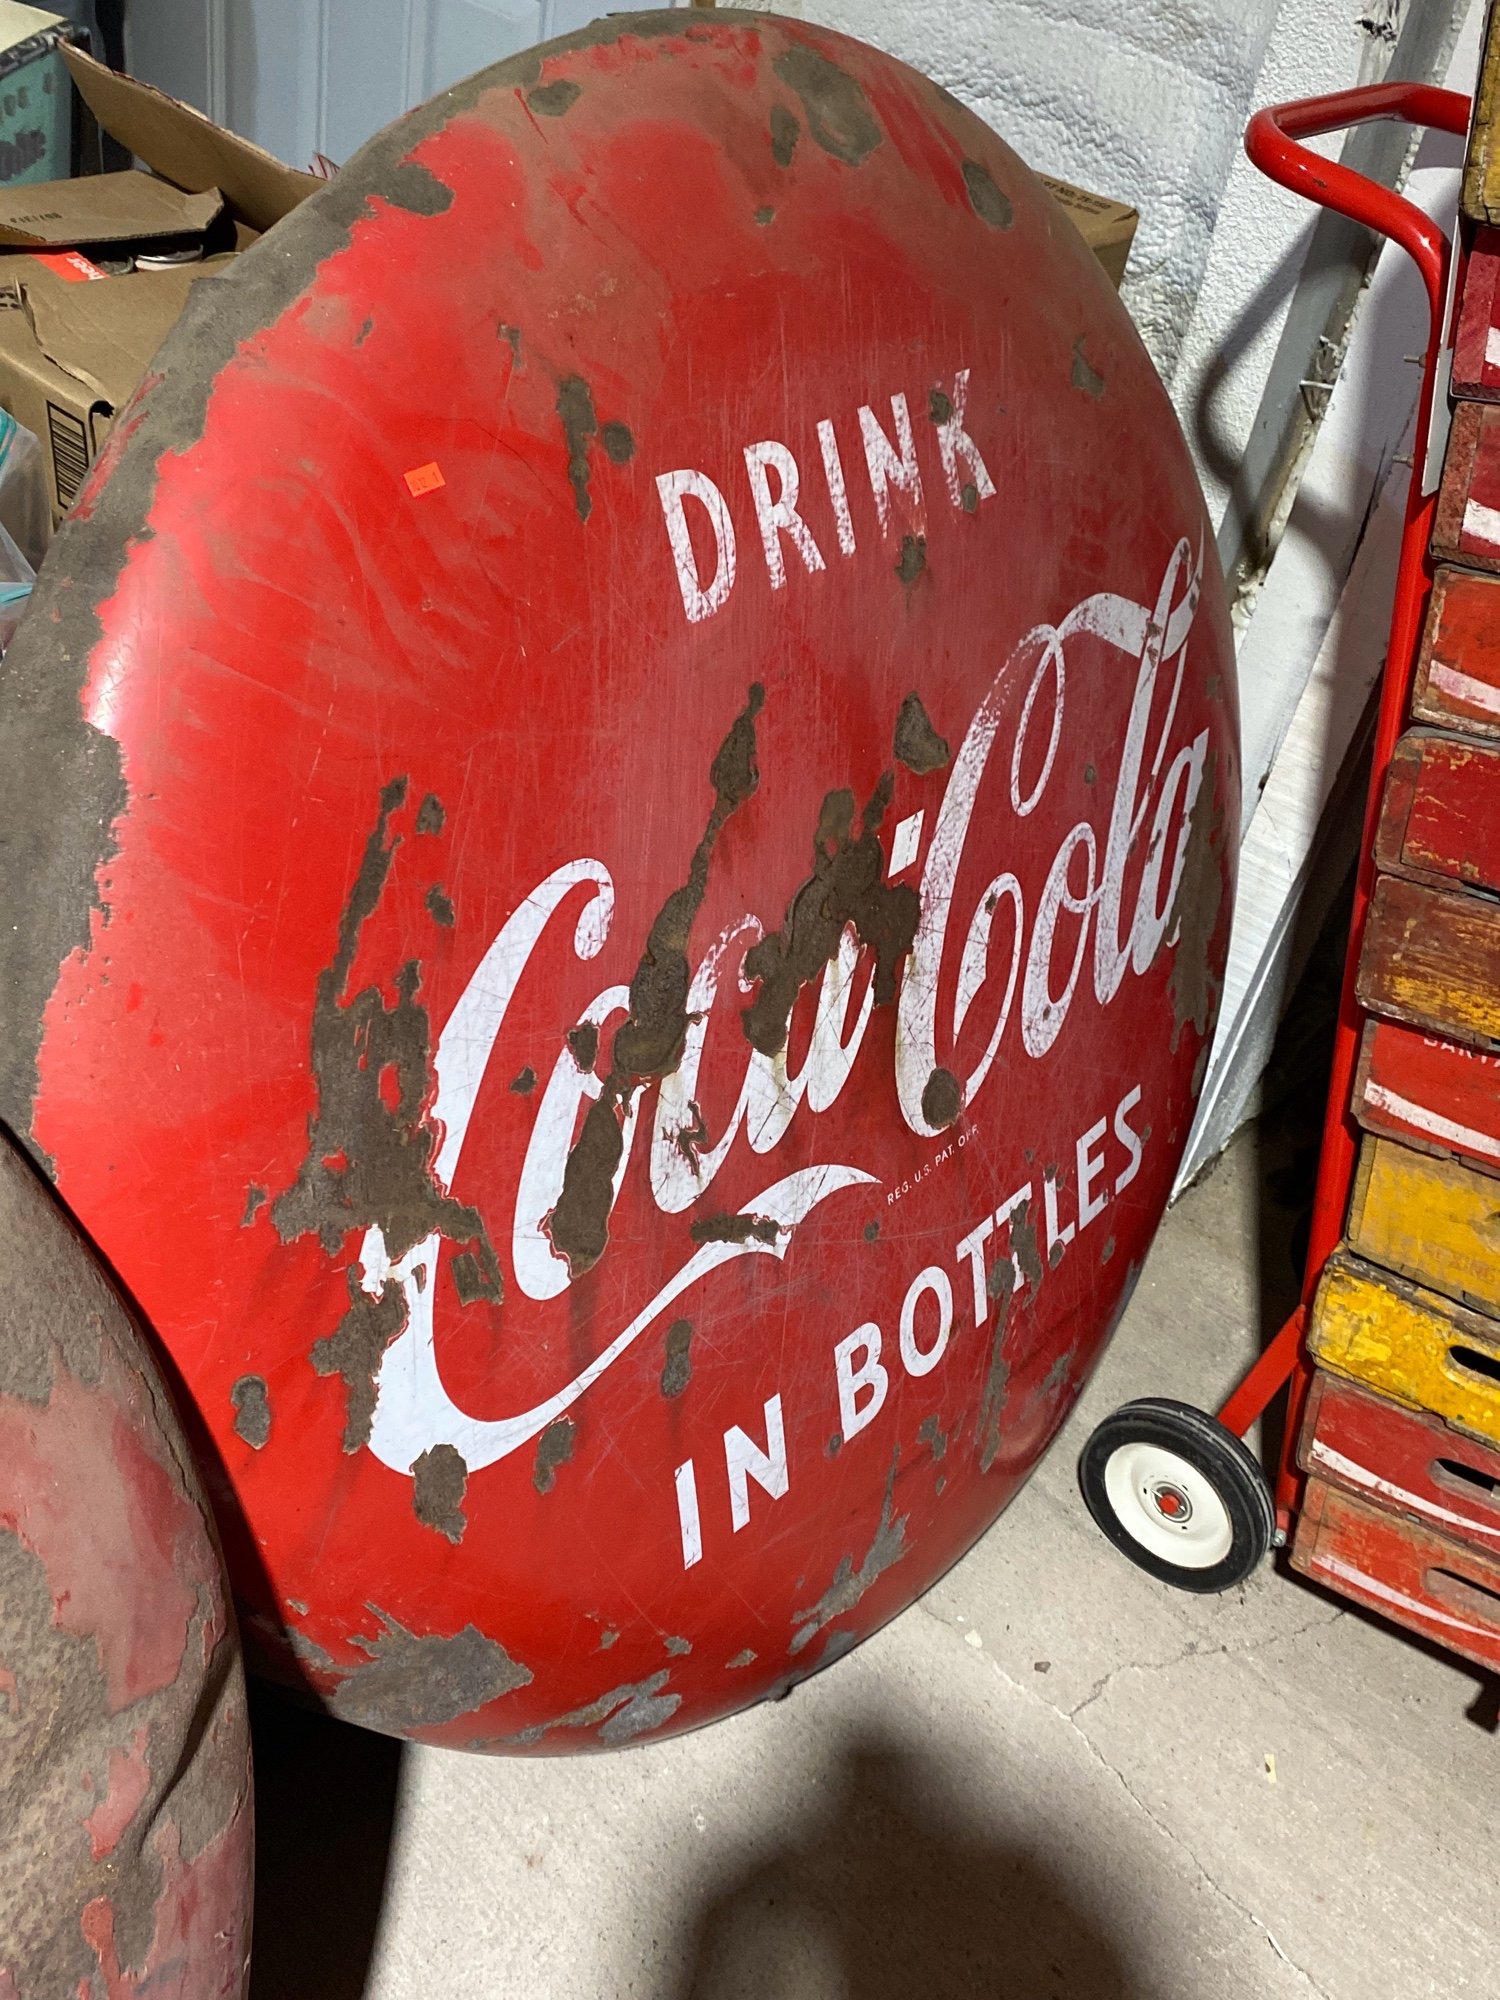 DRINK
Coca-Cola
REG. U.S. PAT. OFF.
IN BOTTLES